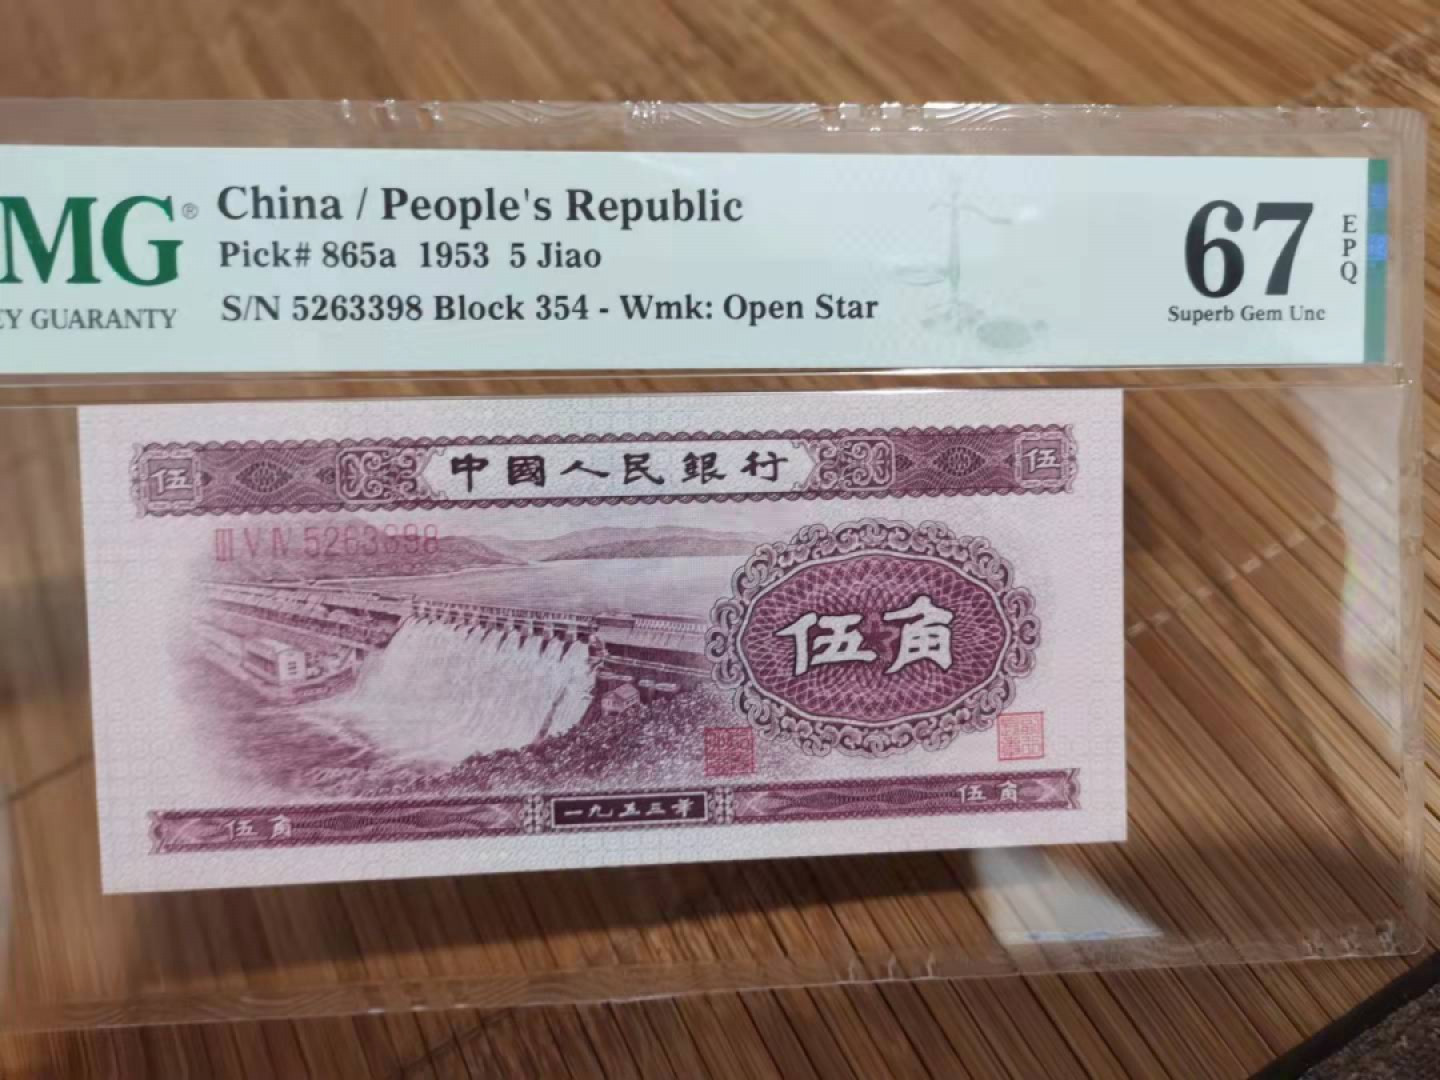 MG®
EY GUARANTY
China / People's Republic
Pick# 865a 1953 5 Jiao
S/N 5263398 Block 354 - Wmk: Open Star
67
EPQ
Superb Gem Unc
伍 中國人民銀行 伍
III V IV 5263398
伍角
伍角 一九五三年 伍角